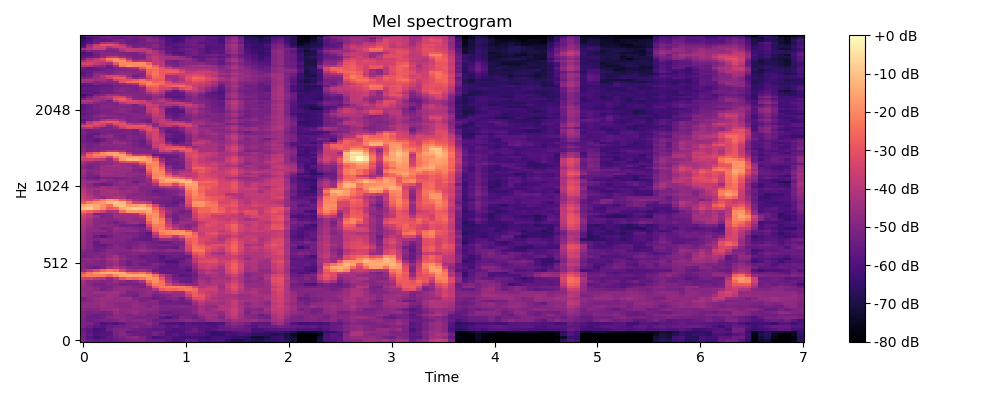 Mel spectrogram
+0 dB
-10 dB
-20 dB
-30 dB
-40 dB
-50 dB
-60 dB
-70 dB
-80 dB
2048
1024
512
0
Hz
0 1 2 3 4 5 6 7
Time